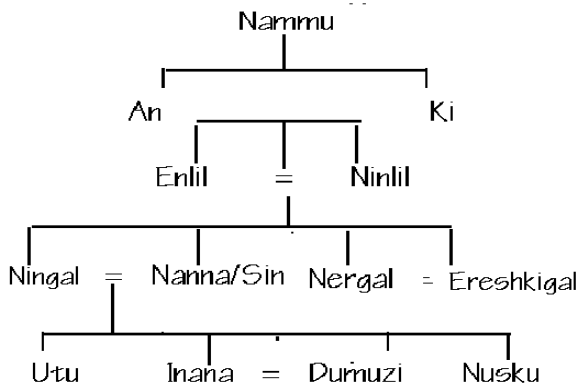 Nammu
An Ki
Enlil = Ninlil
Ningal = Nanna/Sin Nergal = Ereshkigal
Utu Inana = Dumuzi Nusku